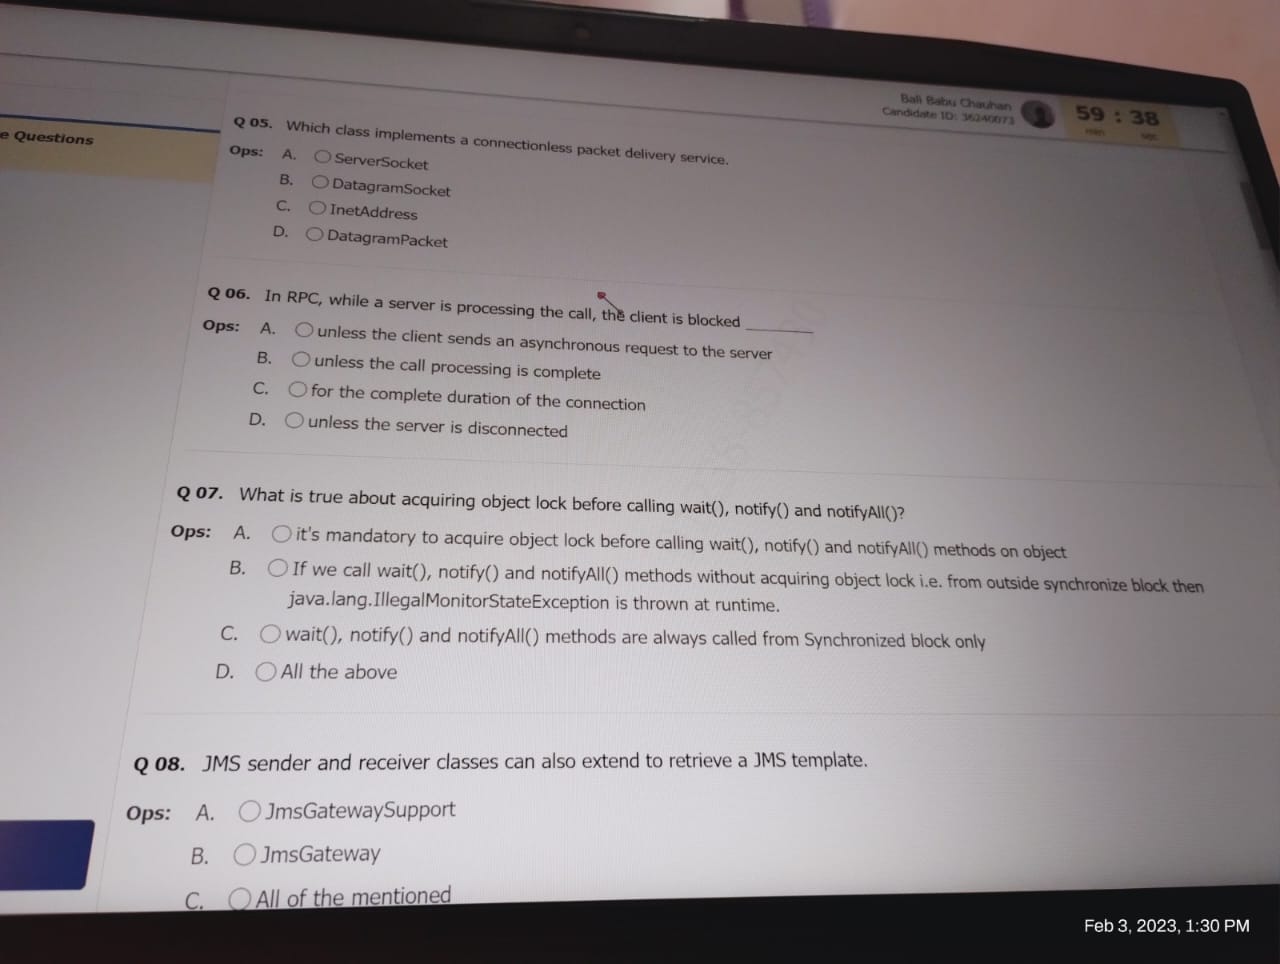 Bali Babu Chauhan
Candidate ID: 36240073
59 : 38
min sec
e Questions
Q 05. Which class implements a connectionless packet delivery service.
Ops: A. ServerSocket
B. DatagramSocket
C. InetAddress
D. DatagramPacket
Q 06. In RPC, while a server is processing the call, the client is blocked ________
Ops: A. unless the client sends an asynchronous request to the server
B. unless the call processing is complete
C. for the complete duration of the connection
D. unless the server is disconnected
Q 07. What is true about acquiring object lock before calling wait(), notify() and notifyAll()?
Ops: A. it's mandatory to acquire object lock before calling wait(), notify() and notifyAll() methods on object
B. If we call wait(), notify() and notifyAll() methods without acquiring object lock i.e. from outside synchronize block then
java.lang.IllegalMonitorStateException is thrown at runtime.
C. wait(), notify() and notifyAll() methods are always called from Synchronized block only
D. All the above
Q 08. JMS sender and receiver classes can also extend to retrieve a JMS template.
Ops: A. JmsGatewaySupport
B. JmsGateway
C. All of the mentioned
Feb 3, 2023, 1:30 PM